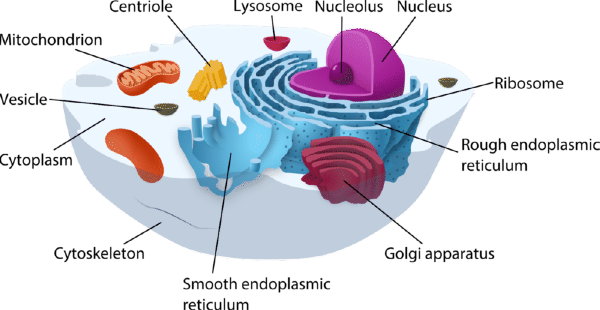 Centriole
Lysosome
Nucleolus
Nucleus
Mitochondrion
Ribosome
Vesicle
Rough endoplasmic
reticulum
Cytoplasm
Cytoskeleton
Golgi apparatus
Smooth endoplasmic
reticulum